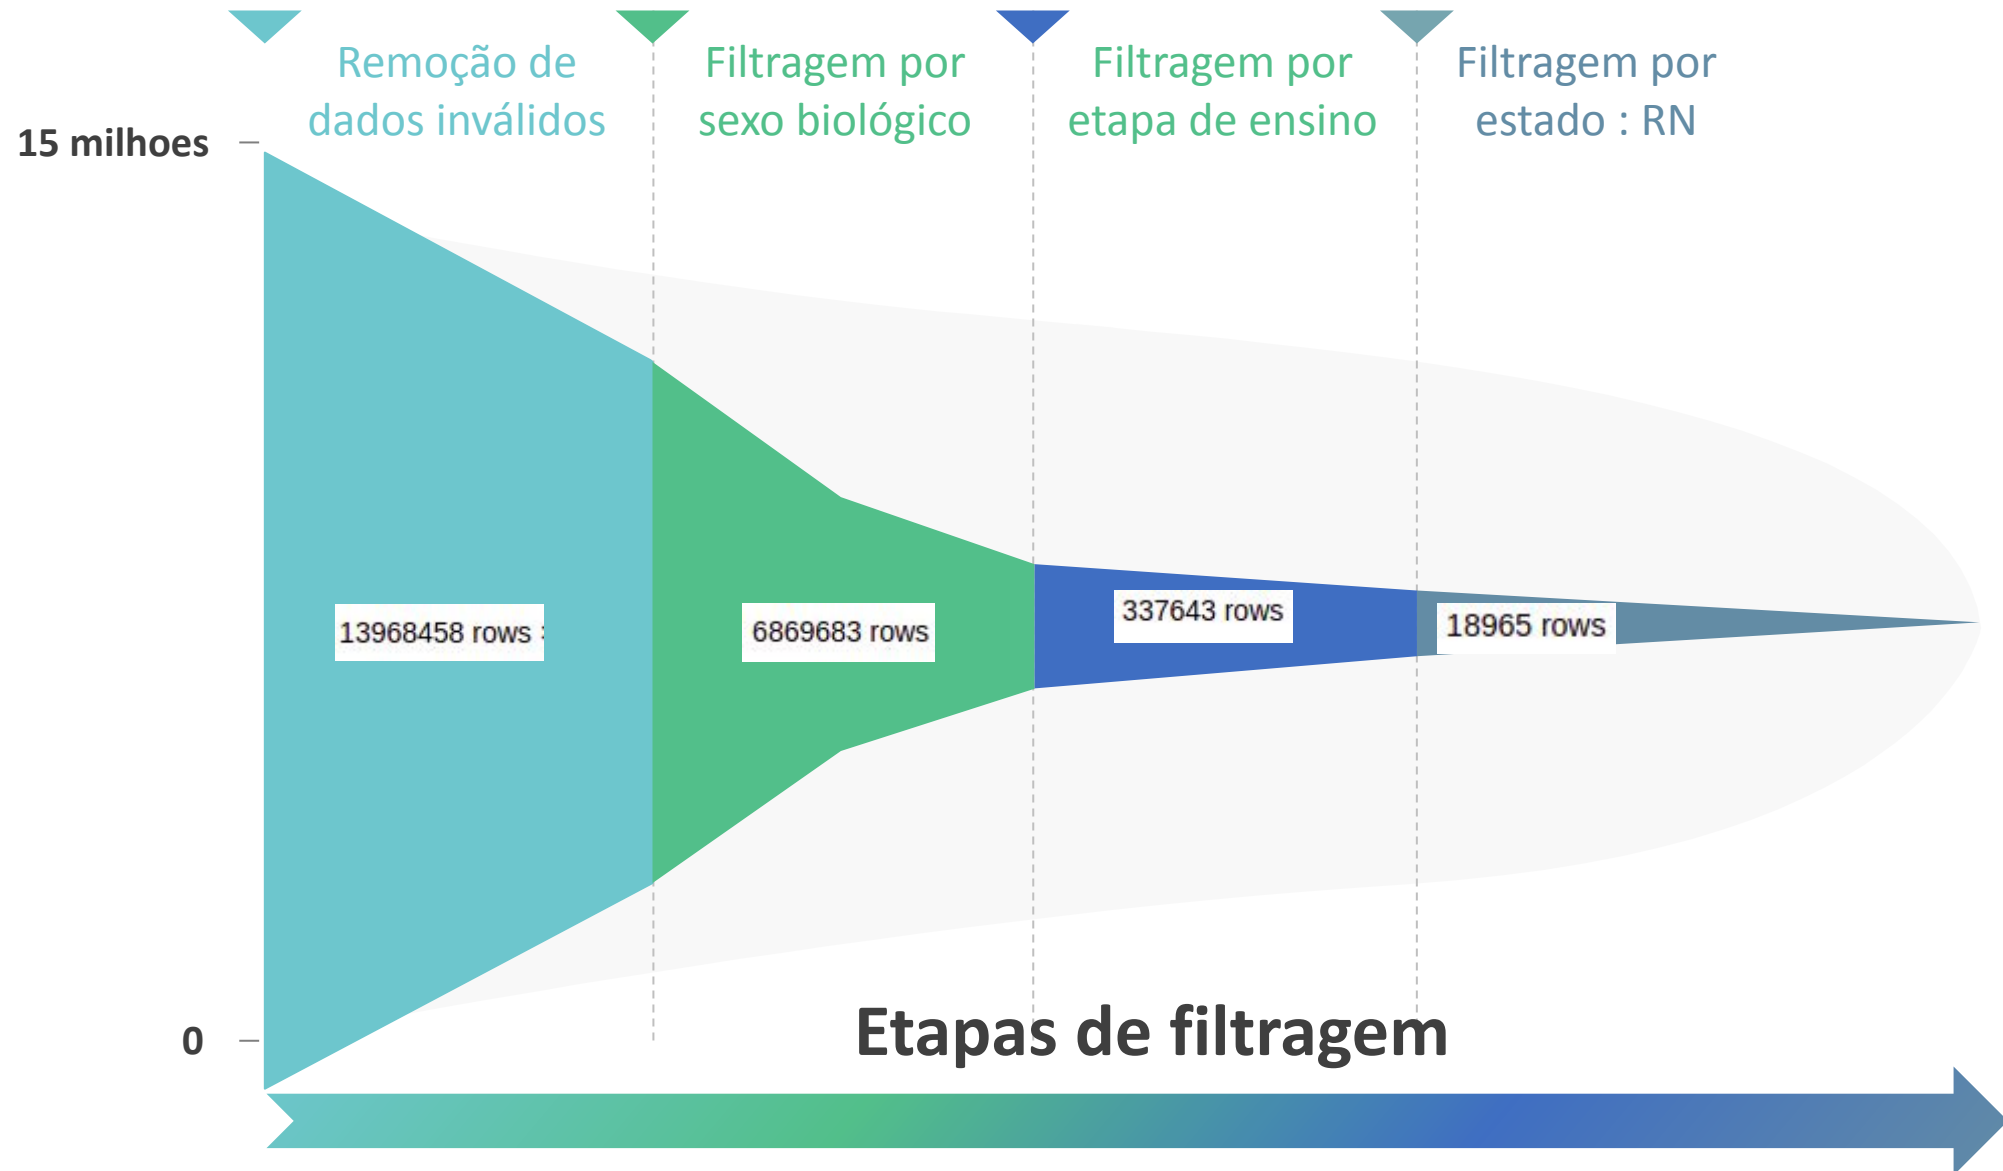 Remoção de
dados inválidos
Filtragem por
sexo biológico
Filtragem por
etapa de ensino
Filtragem por
estado : RN
15 milhoes
13968458 rows
6869683 rows
337643 rows
18965 rows
0
Etapas de filtragem